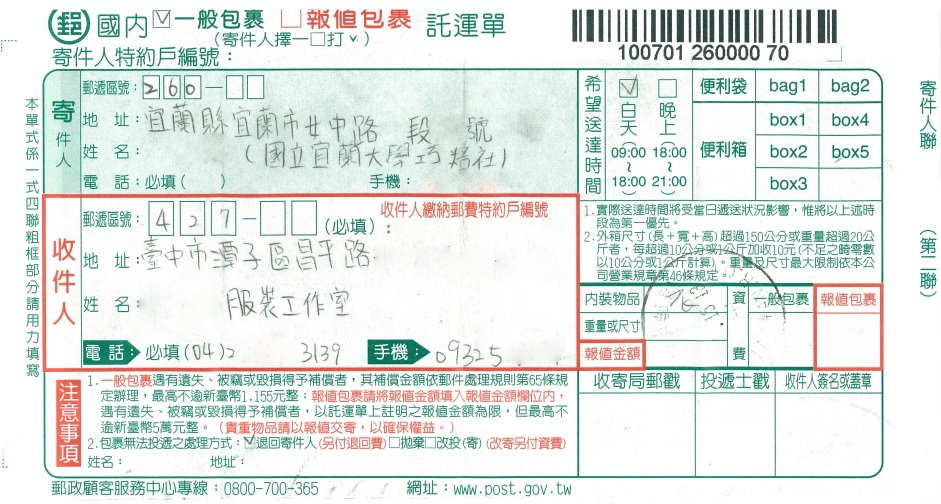 郵 國內 ☑一般包裹 □報值包裹 託運單
(寄件人擇一□打✓)
100701 260000 70
寄件人特約戶編號：
寄件人
郵遞區號：260-□□
地 址：宜蘭縣宜蘭市女中路 段 號
姓 名：(國立宜蘭大學
電 話：必填( ) 手機：
收件人
郵遞區號：427-□□□(必填)
收件人繳納郵費特約戶編號：
地 址：臺中市潭子區昌平路
姓 名 服裝工作室
電 話：必填(04)2 3139 手機：09325
希望送達時間
☑白天 09:00~18:00
□晚上 18:00~21:00
便利袋 bag1 bag2
便利箱 box1 box4
box2 box5
box3
1.實際送達時間將受當日遞送狀況影響，惟將以上述時
段為第一優先。
2.外箱尺寸(長＋寬＋高)超過150公分或重量超過20公
斤者，每超過10公分或1公斤加收10元(不足之畸零數
以10公分或1公斤計算)。重量及尺寸最大限制依本公
司營業規章第46條規定。
內裝物品 資費 一般包裹 報值包裹
重量或尺寸
報值金額
收寄局郵戳 投遞士戳 收件人簽名或蓋章
注意事項
1.一般包裹遇有遺失、被竊或毀損得予補償者，其補償金額依郵件處理規則第65條規
定辦理，最高不逾新臺幣1,155元整；報值包裹請將報值金額填入報值金額欄位內，
遇有遺失、被竊或毀損得予補償者，以託運單上註明之報值金額為限，但最高不
逾新臺幣5萬元整。(貴重物品請以報值交寄，以確保權益。)
2.包裹無法投遞之處理方式：☑退回寄件人(另付退回費)□拋棄□改投(寄)(改寄另付資費)
姓名： 地址：
郵政顧客服務中心專線：0800-700-365 網址：www.post.gov.tw
本單式係一式四聯粗框部分請用力填寫
寄件人聯
(第二聯)